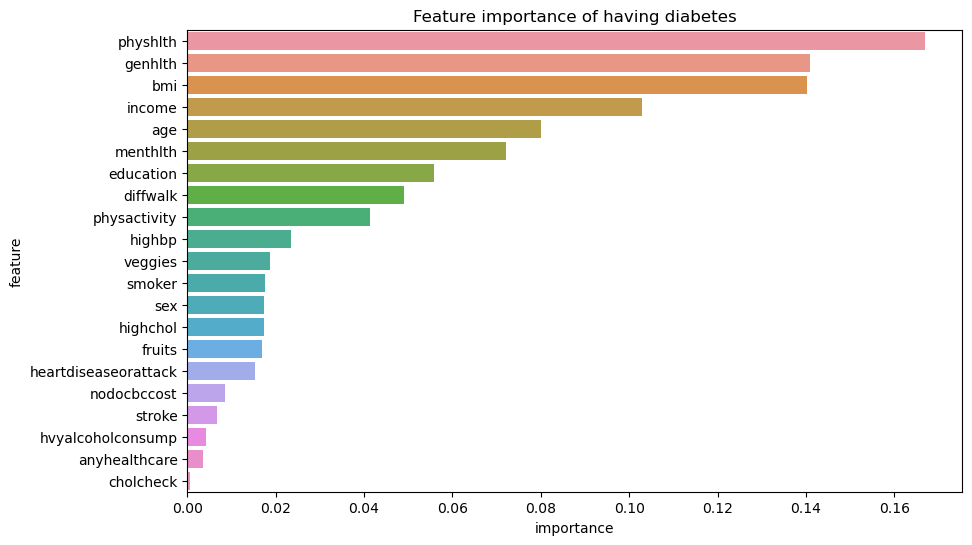 Feature importance of having diabetes
feature
physhlth
genhlth
bmi
income
age
menthlth
education
diffwalk
physactivity
highbp
veggies
smoker
sex
highchol
fruits
heartdiseaseorattack
nodocbccost
stroke
hvyalcoholconsump
anyhealthcare
cholcheck
0.00 0.02 0.04 0.06 0.08 0.10 0.12 0.14 0.16
importance